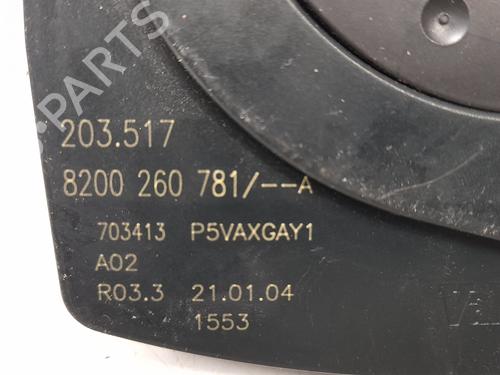 203.517
8200 260 781/--A
703413 P5VAXGAY1
A02
R03.3 21.01.04
1553
B-PARTS